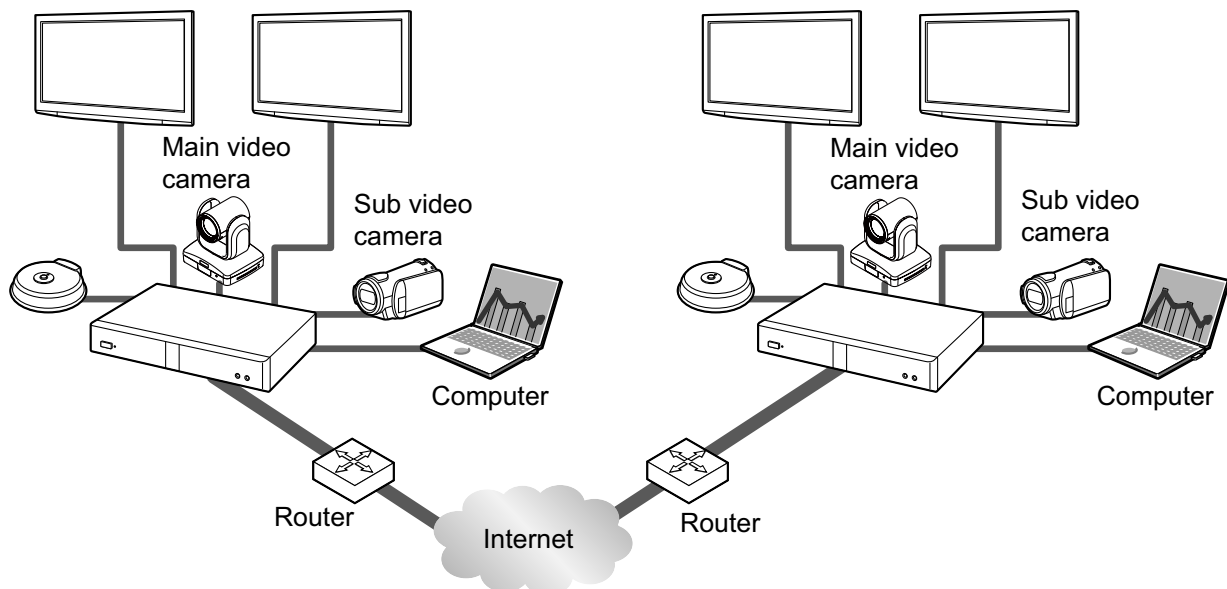 Main video
camera
Sub video
camera
Computer
Router
Main video
camera
Sub video
camera
Computer
Router
Internet